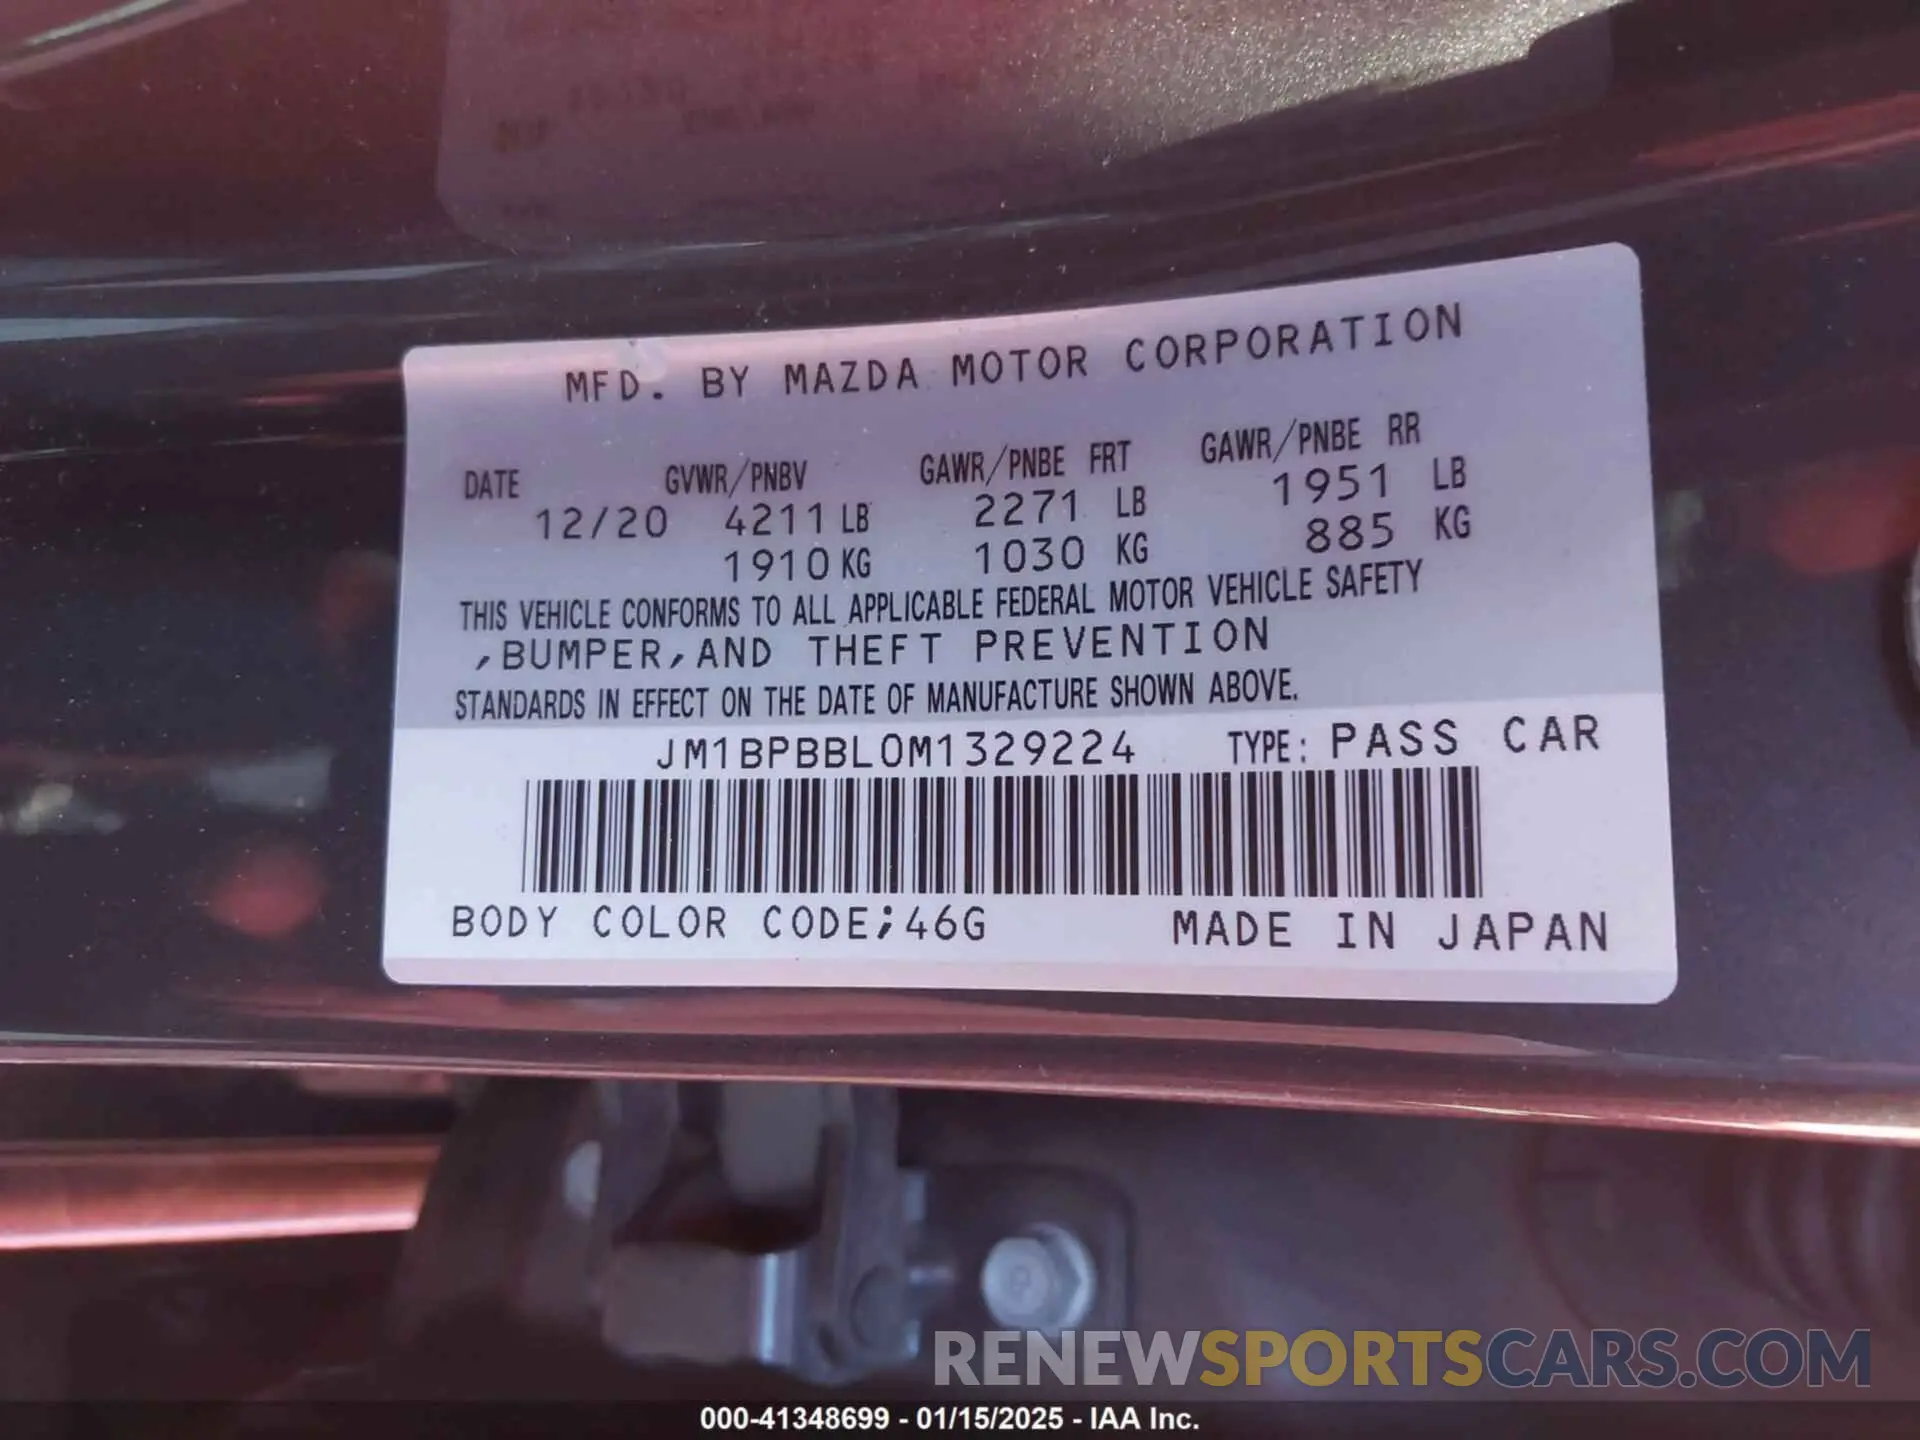 MFD. BY MAZDA MOTOR CORPORATION
DATE GVWR/PNBV GAWR/PNBE FRT GAWR/PNBE RR
12/20 4211 LB 2271 LB 1951 LB
1910 KG 1030 KG 885 KG
THIS VEHICLE CONFORMS TO ALL APPLICABLE FEDERAL MOTOR VEHICLE SAFETY
,BUMPER,AND THEFT PREVENTION
STANDARDS IN EFFECT ON THE DATE OF MANUFACTURE SHOWN ABOVE.
JM1BPBBL0M1329224 TYPE: PASS CAR
BODY COLOR CODE;46G MADE IN JAPAN
RENEWSPORTSCARS.COM
000-41348699 - 01/15/2025 - IAA Inc.